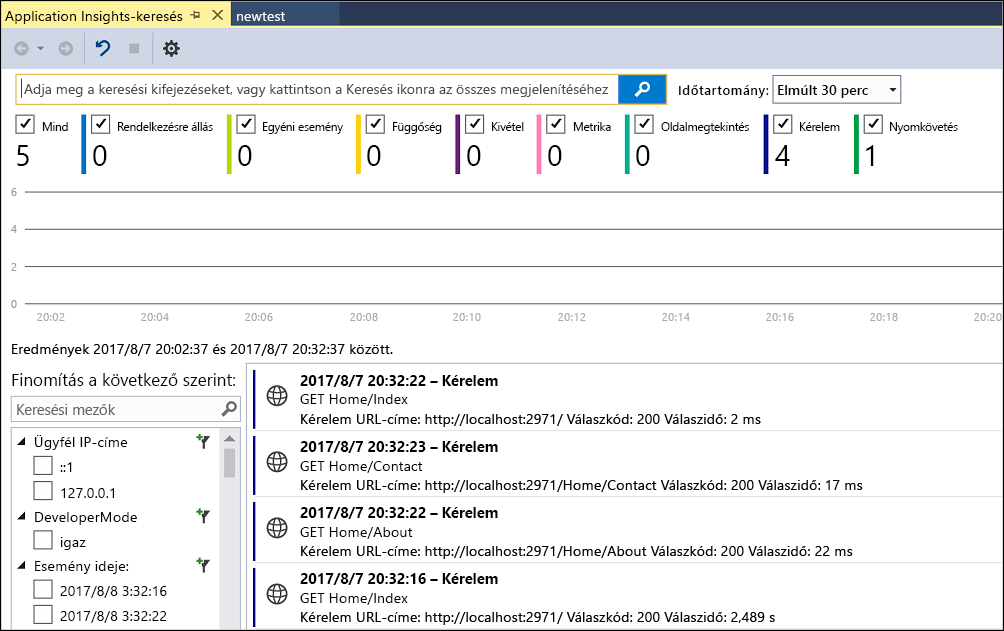 Application Insights-keresés
newtest
Adja meg a keresési kifejezéseket, vagy kattintson a Keresés ikonra az összes megjelenítéséhez
Időtartomány: Elmúlt 30 perc
Mind Rendelkezésre állás Egyéni esemény Függőség Kivétel Metrika Oldalmegtekintés Kérelem Nyomkövetés
5 0 0 0 0 0 0 4 1
6
4
2
0
20:02 20:04 20:06 20:08 20:10 20:12 20:14 20:16 20:18 20:20
Eredmények 2017/8/7 20:02:37 és 2017/8/7 20:32:37 között.
Finomítás a következő szerint:
Keresési mezők
Ügyfél IP-címe
::1
127.0.0.1
DeveloperMode
igaz
Esemény ideje:
2017/8/8 3:32:16
2017/8/8 3:32:22
2017/8/7 20:32:22 – Kérelem
GET Home/Index
Kérelem URL-címe: http://localhost:2971/ Válaszkód: 200 Válaszidő: 2 ms
2017/8/7 20:32:23 – Kérelem
GET Home/Contact
Kérelem URL-címe: http://localhost:2971/Home/Contact Válaszkód: 200 Válaszidő: 17 ms
2017/8/7 20:32:22 – Kérelem
GET Home/About
Kérelem URL-címe: http://localhost:2971/Home/About Válaszkód: 200 Válaszidő: 22 ms
2017/8/7 20:32:16 – Kérelem
GET Home/Index
Kérelem URL-címe: http://localhost:2971/ Válaszkód: 200 Válaszidő: 2,489 s